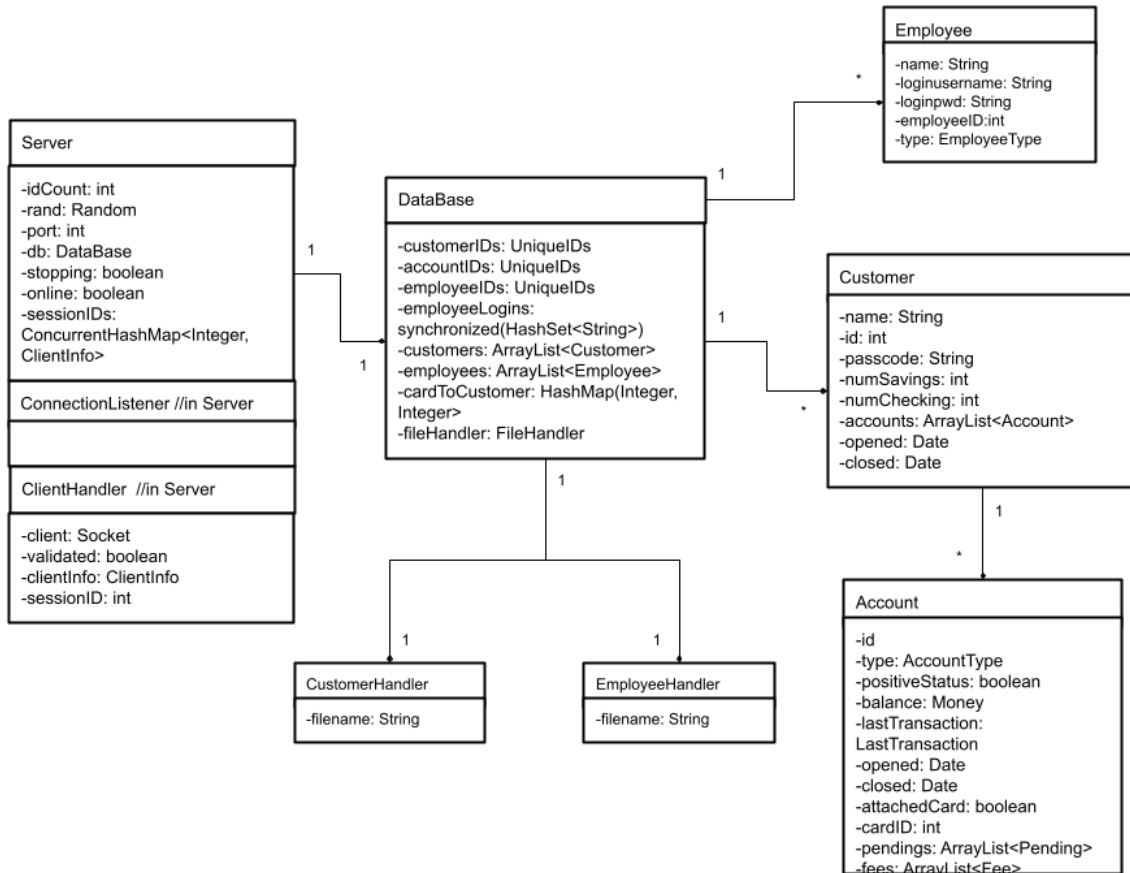 Employee
-name: String
-loginusername: String
-loginpwd: String
-employeeID:int
-type: EmployeeType
*
1
Server
-idCount: int
-rand: Random
-port: int
-db: DataBase
-stopping: boolean
-online: boolean
-sessionIDs:
ConcurrentHashMap<Integer,
ClientInfo>
ConnectionListener //in Server
ClientHandler //in Server
-client: Socket
-validated: boolean
-clientInfo: ClientInfo
-sessionID: int
1
1
DataBase
-customerIDs: UniqueIDs
-accountIDs: UniqueIDs
-employeeIDs: UniqueIDs
-employeeLogins:
synchronized(HashSet<String>)
-customers: ArrayList<Customer>
-employees: ArrayList<Employee>
-cardToCustomer: HashMap(Integer,
Integer>
-fileHandler: FileHandler
1
*
Customer
-name: String
-id: int
-passcode: String
-numSavings: int
-numChecking: int
-accounts: ArrayList<Account>
-opened: Date
-closed: Date
1
*
1
1
1
CustomerHandler
-filename: String
EmployeeHandler
-filename: String
Account
-id
-type: AccountType
-positiveStatus: boolean
-balance: Money
-lastTransaction:
LastTransaction
-opened: Date
-closed: Date
-attachedCard: boolean
-cardID: int
-pendings: ArrayList<Pending>
-fees: ArrayList<Fee>